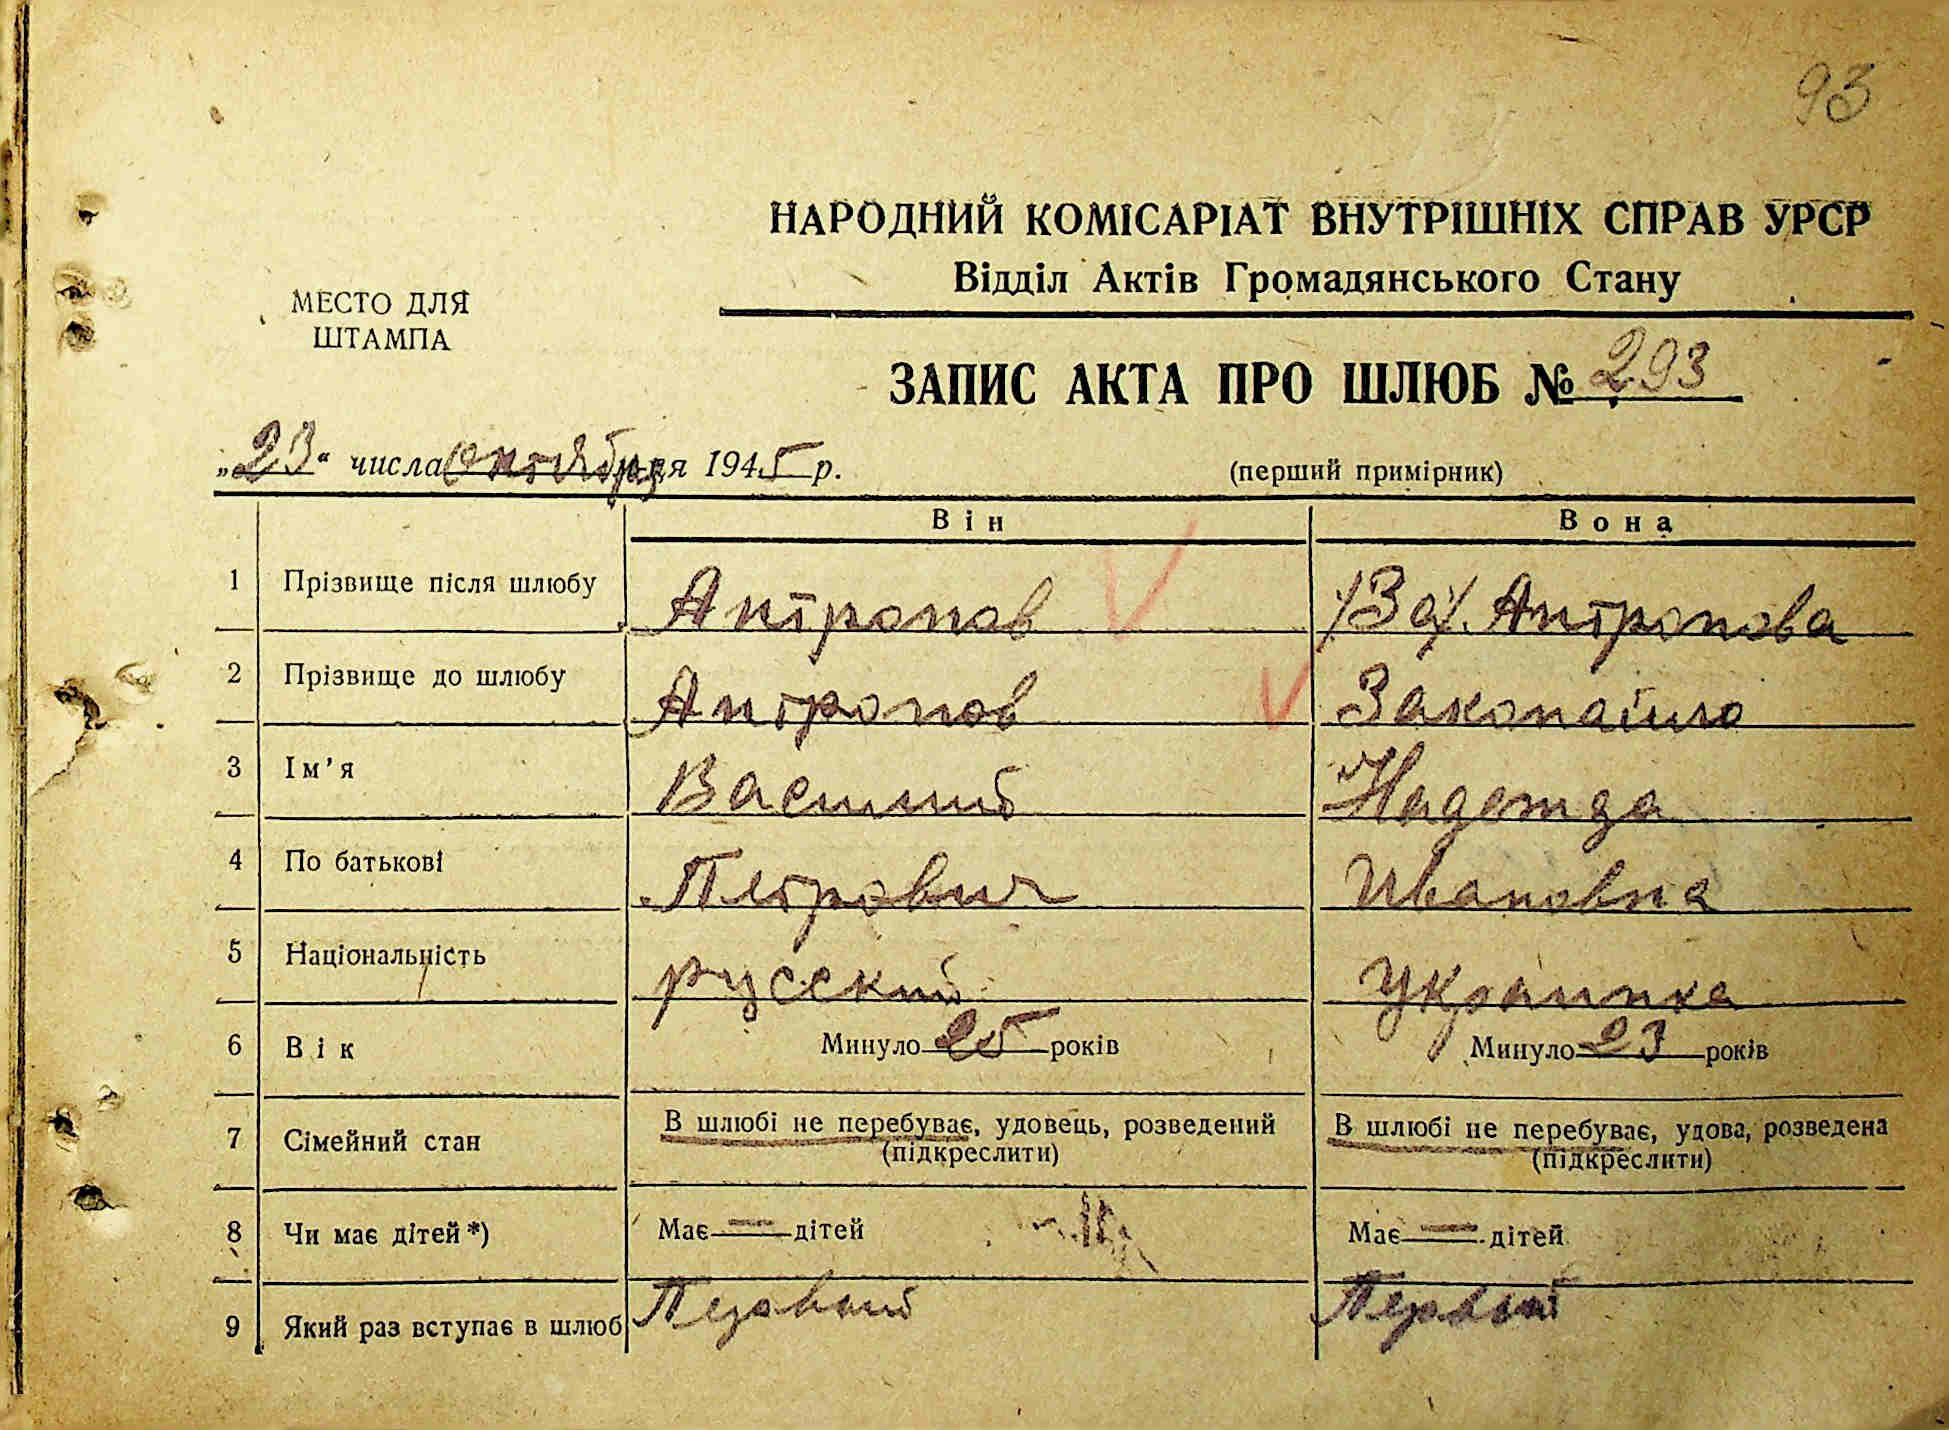 93
НАРОДНИЙ КОМІСАРІАТ ВНУТРІШНІХ СПРАВ УРСР
Відділ Актів Громадянського Стану
МЕСТО ДЛЯ
ШТАМПА
ЗАПИС АКТА ПРО ШЛЮБ № 293
„23“ числа октября 1945 р.
(перший примірник)
Він Вона
1 Прізвище після шлюбу Антропов /За/. Антропова
2 Прізвище до шлюбу Антропов Закопайло
3 Ім'я Василий Надежда
4 По батькові Петрович Ивановна
5 Національність русский Украинка
6 Вік Минуло 25 років Минуло 23 років
7 Сімейний стан В шлюбі не перебуває, удовець, розведений В шлюбі не перебуває, удова, розведена
(підкреслити) (підкреслити)
8 Чи має дітей*) Має — дітей Має — дітей
9 Який раз вступає в шлюб Первый Первый